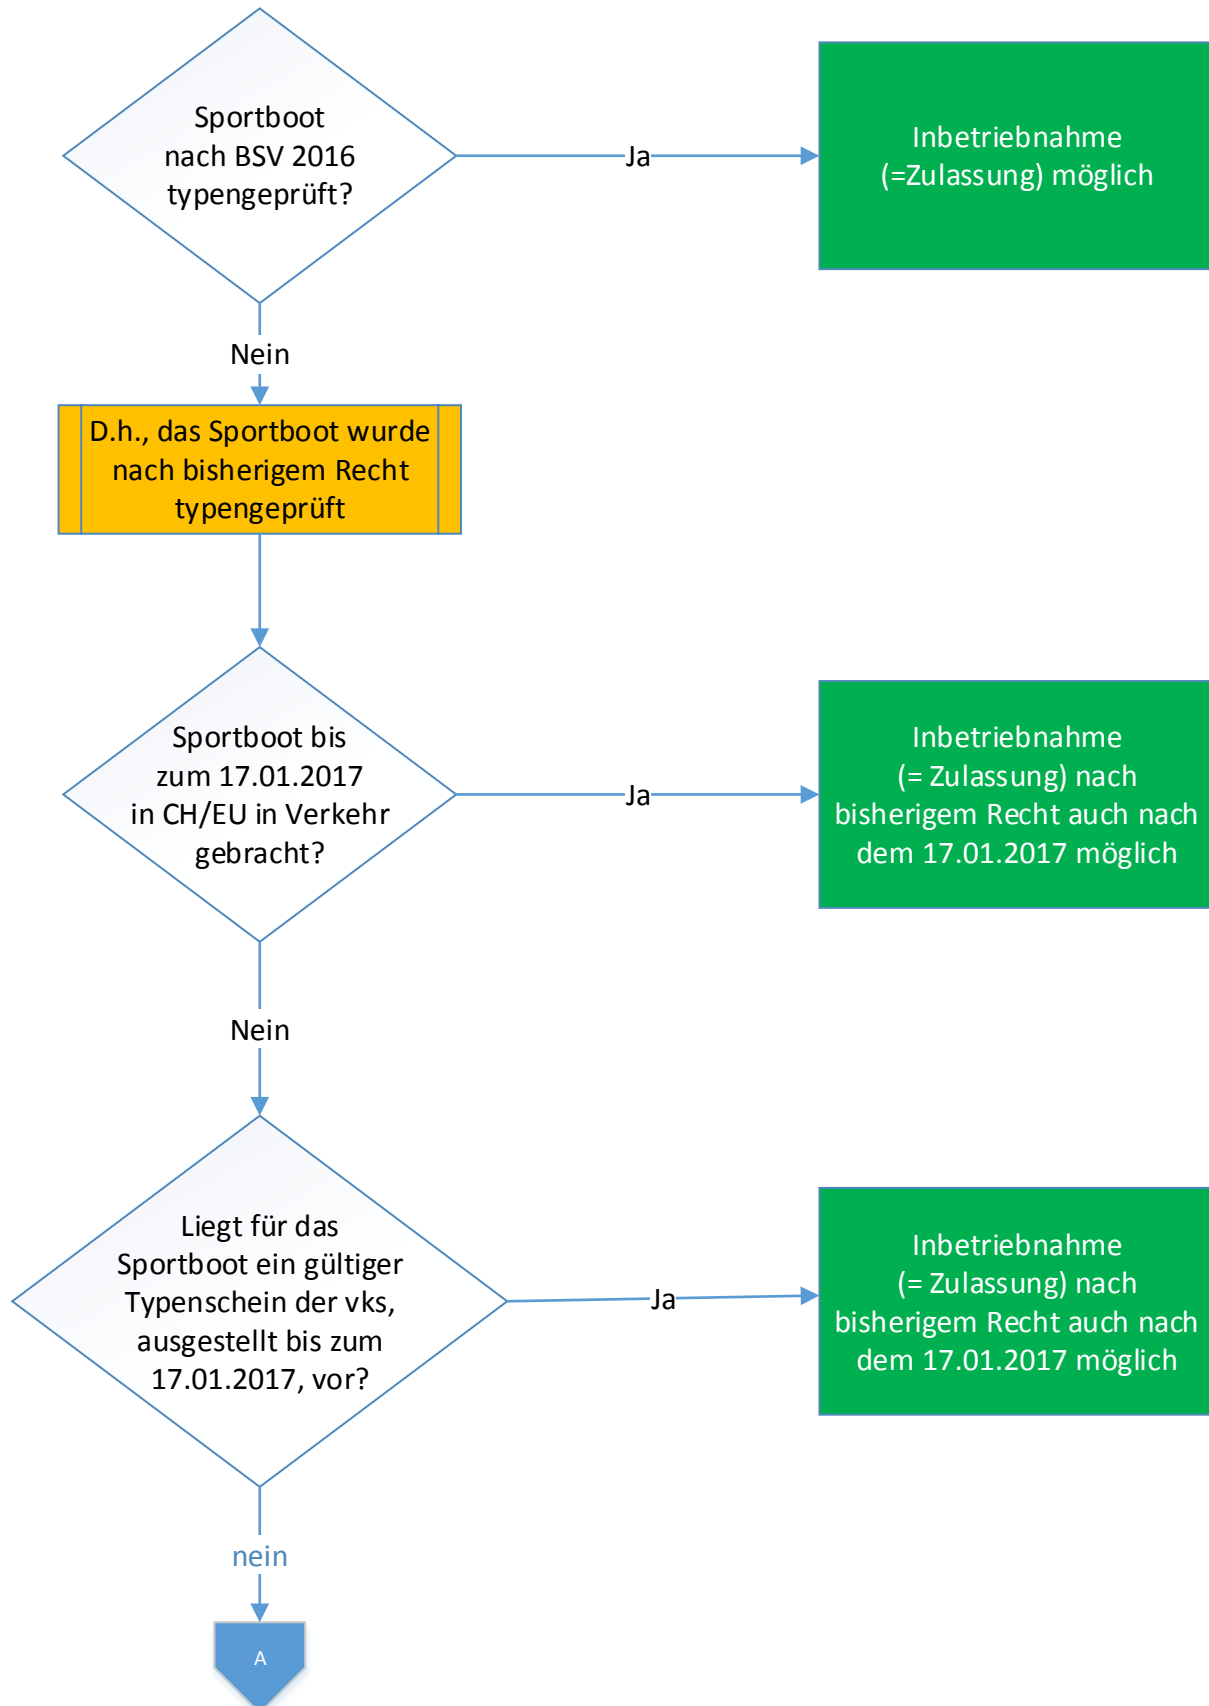 Sportboot
nach BSV 2016
typengeprüft?
Ja
Inbetriebnahme
(=Zulassung) möglich
Nein
D.h., das Sportboot wurde
nach bisherigem Recht
typengeprüft
Sportboot bis
zum 17.01.2017
in CH/EU in Verkehr
gebracht?
Ja
Inbetriebnahme
(= Zulassung) nach
bisherigem Recht auch nach
dem 17.01.2017 möglich
Nein
Liegt für das
Sportboot ein gültiger
Typenschein der vks,
ausgestellt bis zum
17.01.2017, vor?
Ja
Inbetriebnahme
(= Zulassung) nach
bisherigem Recht auch nach
dem 17.01.2017 möglich
nein
A